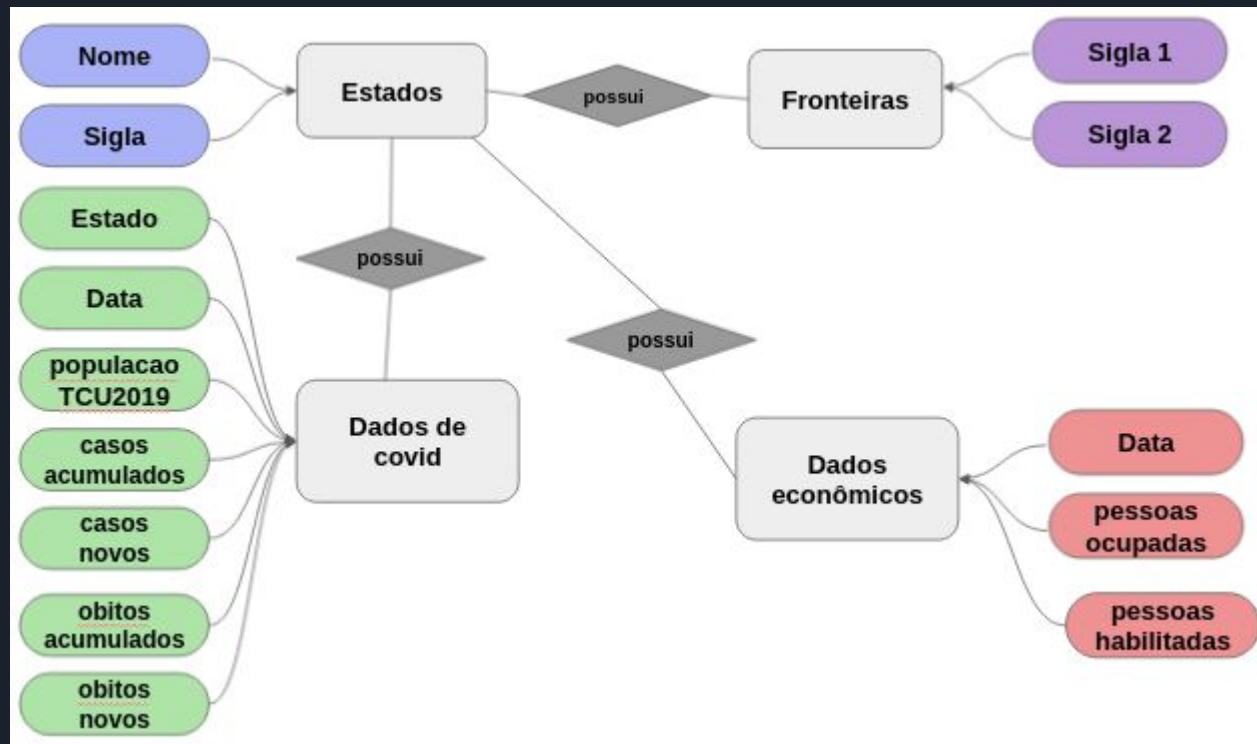 Nome
Sigla
Estado
Data
populacao
TCU2019
casos
acumulados
casos
novos
obitos
acumulados
obitos
novos
Estados
possui
Fronteiras
Sigla 1
Sigla 2
possui
possui
Dados de
covid
Dados
econômicos
Data
pessoas
ocupadas
pessoas
habilitadas